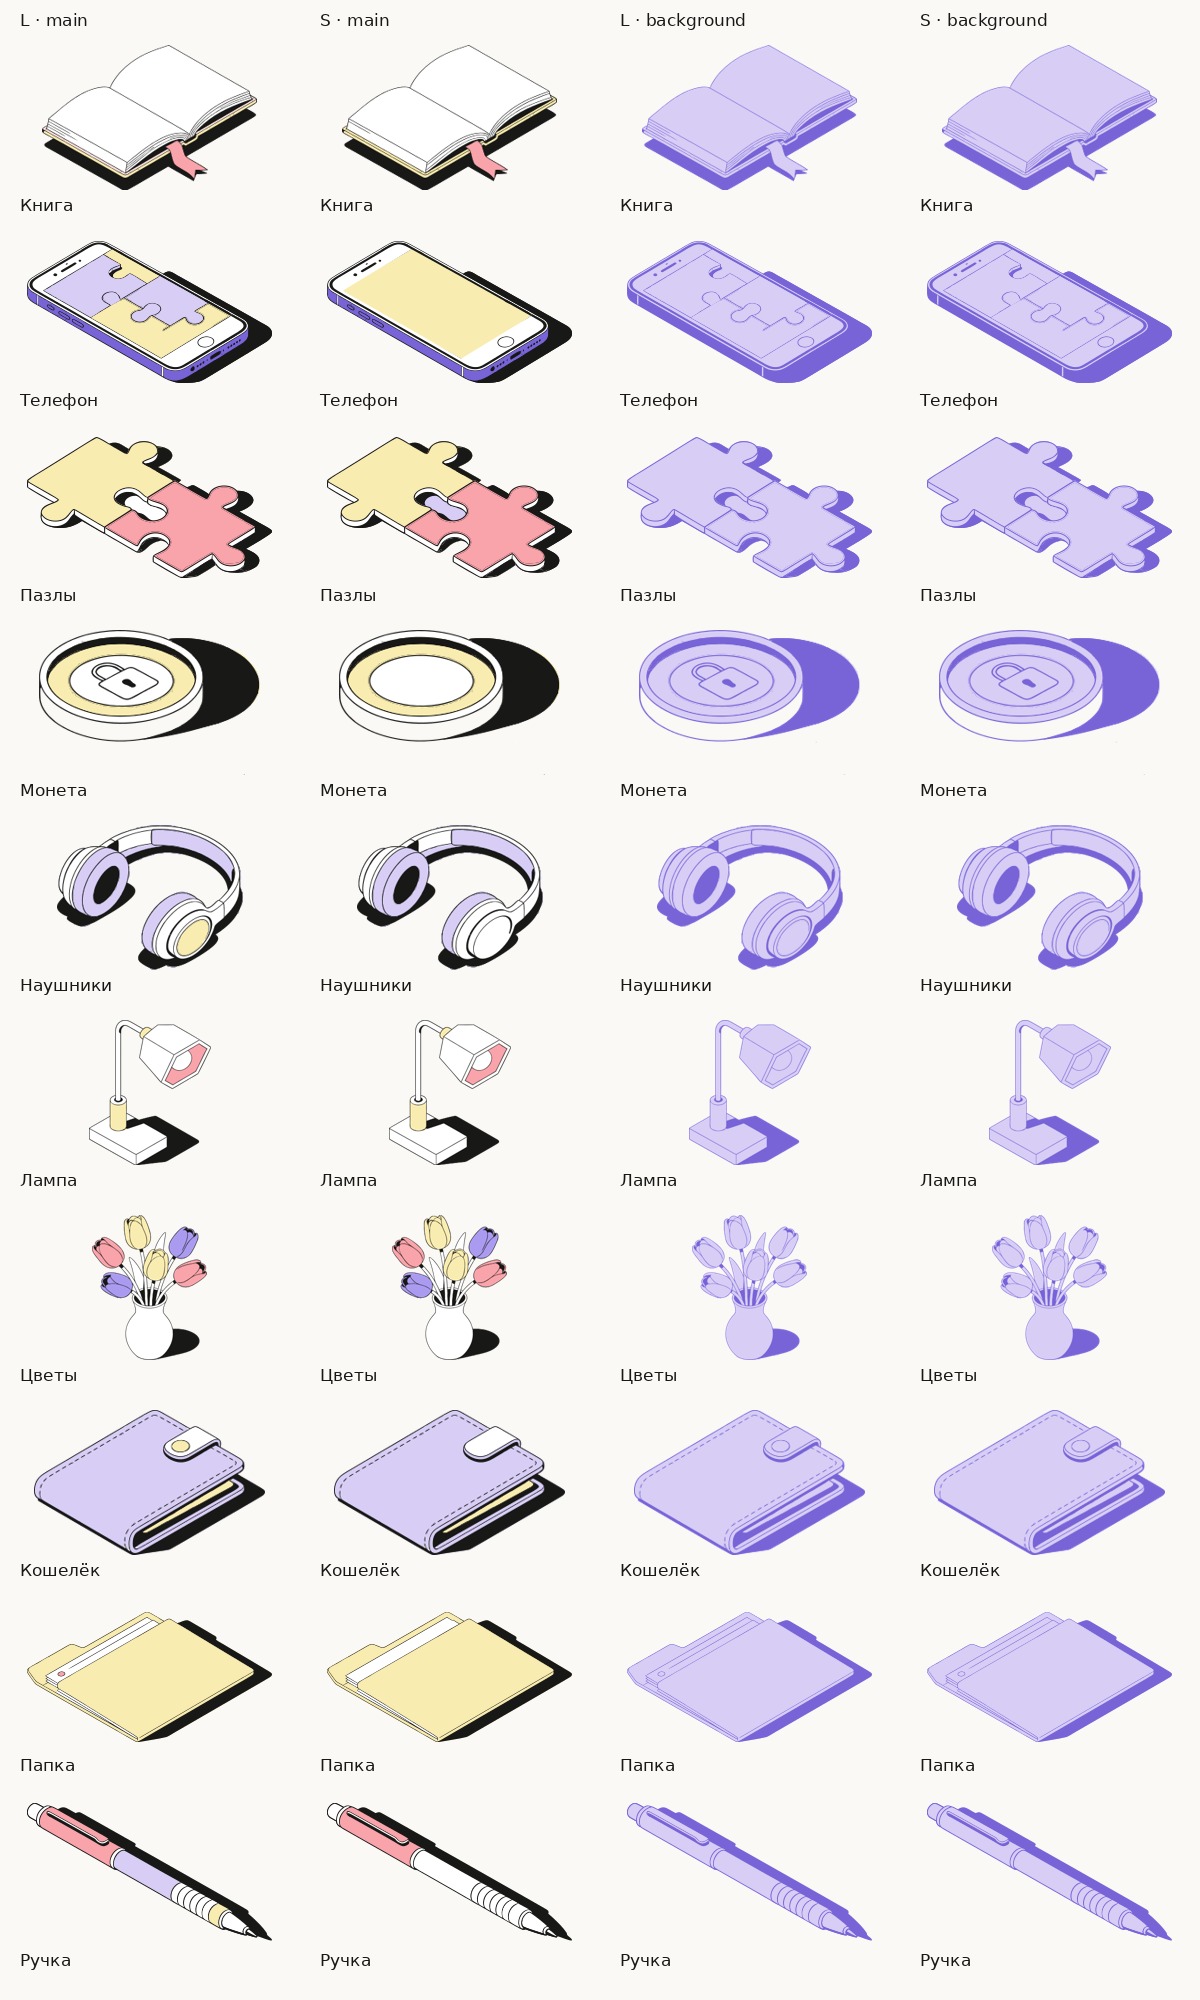 L · main S · main L · background S · background
Книга Книга Книга Книга
Телефон Телефон Телефон Телефон
Пазлы Пазлы Пазлы Пазлы
Монета Монета Монета Монета
Наушники Наушники Наушники Наушники
Лампа Лампа Лампа Лампа
Цветы Цветы Цветы Цветы
Кошелёк Кошелёк Кошелёк Кошелёк
Папка Папка Папка Папка
Ручка Ручка Ручка Ручка